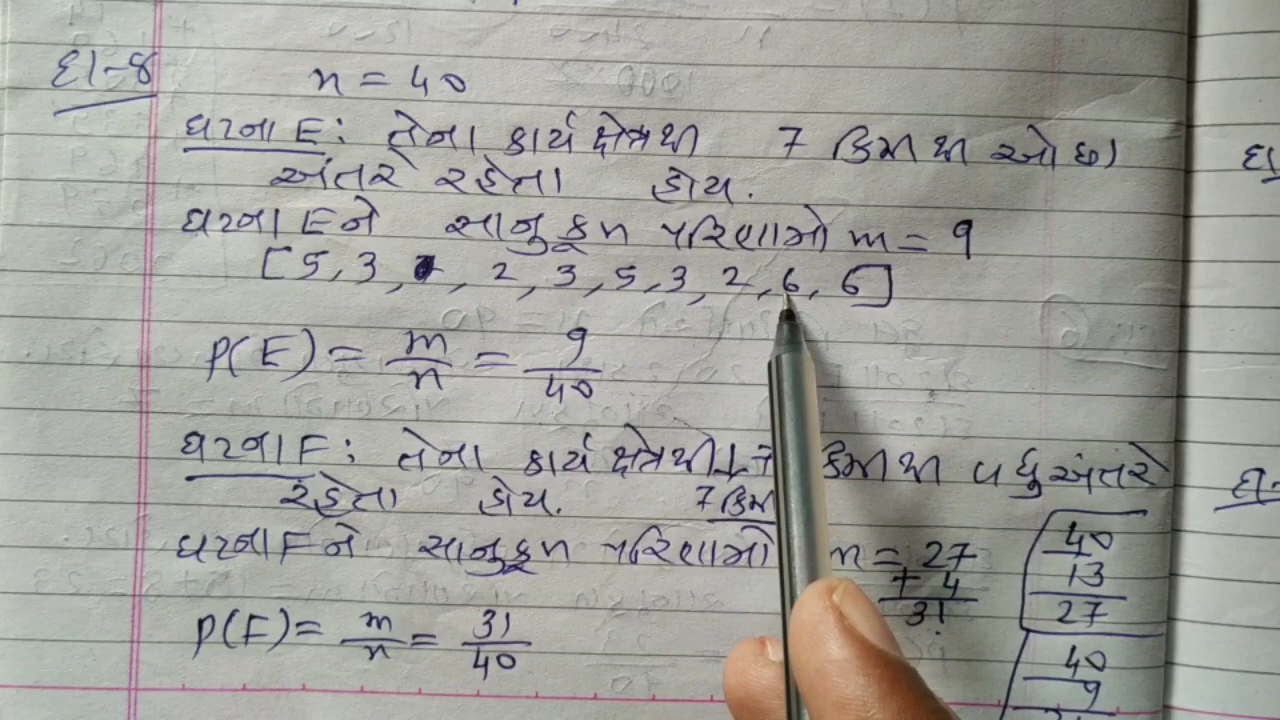 દા-8
n = 40
ઘટના E: તેના કાર્યક્ષેત્રથી 7 કિમીથી ઓછા
અંતરે રહેતા હોય.
ઘટના E ને સાનુકૂળ પરિણામો m = 9
[5, 3, , 2, 3, 5, 3, 2, 6, 6]
P(E) = m/n = 9/40
ઘટના F: તેના કાર્યક્ષેત્રથી 7 કિમીથી વધુ અંતરે
રહેતા હોય. 7 કિમી
ઘટના F ને સાનુકૂળ પરિણામો = 27
+ 4
31
P(F) = m/n = 31/40
40
13
27
40
9